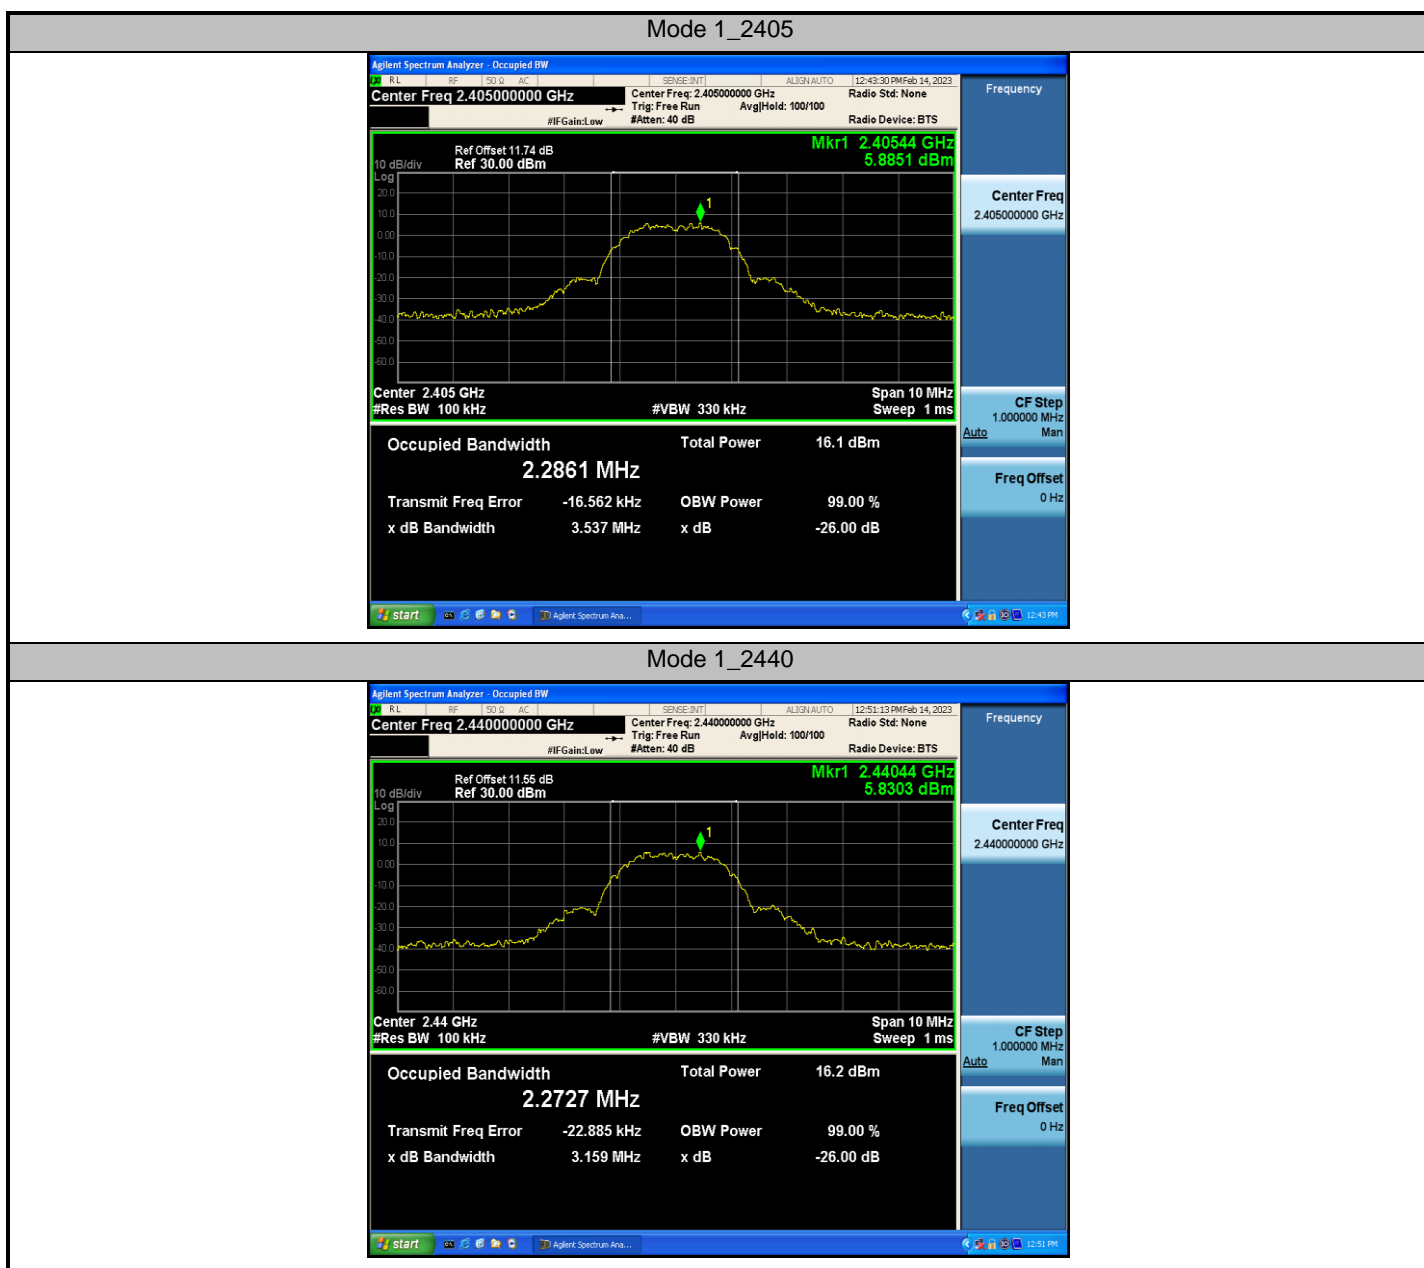 Mode 1_2405
Agilent Spectrum Analyzer - Occupied BW
RL RF 50 Ω AC SENSE:INT ALIGN AUTO 12:43:30 PM Feb 14, 2023
Center Freq 2.405000000 GHz
Center Freq: 2.405000000 GHz Radio Std: None
Trig: Free Run Avg|Hold: 100/100
#IFGain:Low #Atten: 40 dB Radio Device: BTS
Frequency
Mkr1 2.40544 GHz
5.8851 dBm
Ref Offset 11.74 dB
10 dB/div Ref 30.00 dBm
Log
20.0
10.0
0.00
-10.0
-20.0
-30.0
-40.0
-50.0
-60.0
1
Center 2.405 GHz Span 10 MHz
#Res BW 100 kHz #VBW 330 kHz Sweep 1 ms
Center Freq
2.405000000 GHz
CF Step
1.000000 MHz
Auto Man
Freq Offset
0 Hz
Occupied Bandwidth Total Power 16.1 dBm
2.2861 MHz
Transmit Freq Error -16.562 kHz OBW Power 99.00 %
x dB Bandwidth 3.537 MHz x dB -26.00 dB
start Agilent Spectrum Ana... 12:43 PM
Mode 1_2440
Agilent Spectrum Analyzer - Occupied BW
RL RF 50 Ω AC SENSE:INT ALIGN AUTO 12:51:13 PM Feb 14, 2023
Center Freq 2.440000000 GHz
Center Freq: 2.440000000 GHz Radio Std: None
Trig: Free Run Avg|Hold: 100/100
#IFGain:Low #Atten: 40 dB Radio Device: BTS
Frequency
Mkr1 2.44044 GHz
5.8303 dBm
Ref Offset 11.55 dB
10 dB/div Ref 30.00 dBm
Log
20.0
10.0
0.00
-10.0
-20.0
-30.0
-40.0
-50.0
-60.0
1
Center 2.44 GHz Span 10 MHz
#Res BW 100 kHz #VBW 330 kHz Sweep 1 ms
Center Freq
2.440000000 GHz
CF Step
1.000000 MHz
Auto Man
Freq Offset
0 Hz
Occupied Bandwidth Total Power 16.2 dBm
2.2727 MHz
Transmit Freq Error -22.885 kHz OBW Power 99.00 %
x dB Bandwidth 3.159 MHz x dB -26.00 dB
start Agilent Spectrum Ana... 12:51 PM